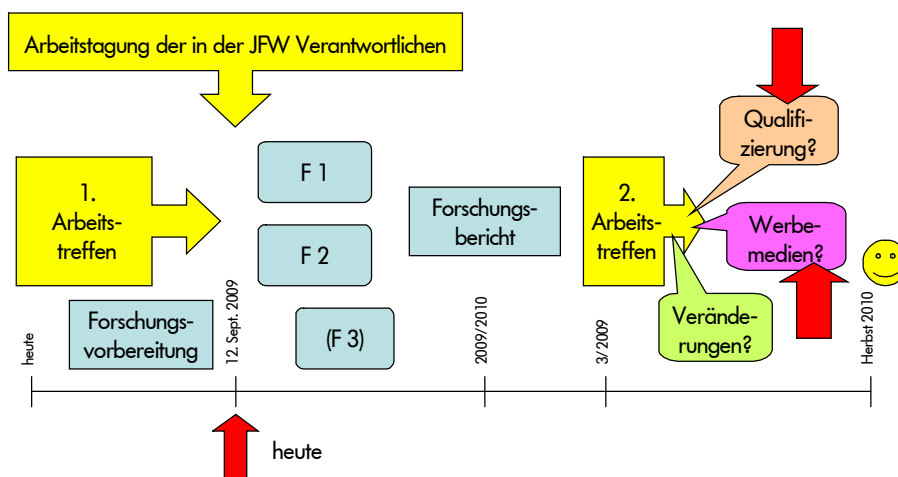 Arbeitstagung der in der JFW Verantwortlichen
Qualifi-
zierung?
1.
Arbeits-
treffen
F 1
F 2
(F 3)
Forschungs-
bericht
2.
Arbeits-
treffen
Werbe-
medien?
Verände-
rungen?
Forschungs-
vorbereitung
heute
12. Sept. 2009
2009/2010
3/2009
Herbst 2010
heute